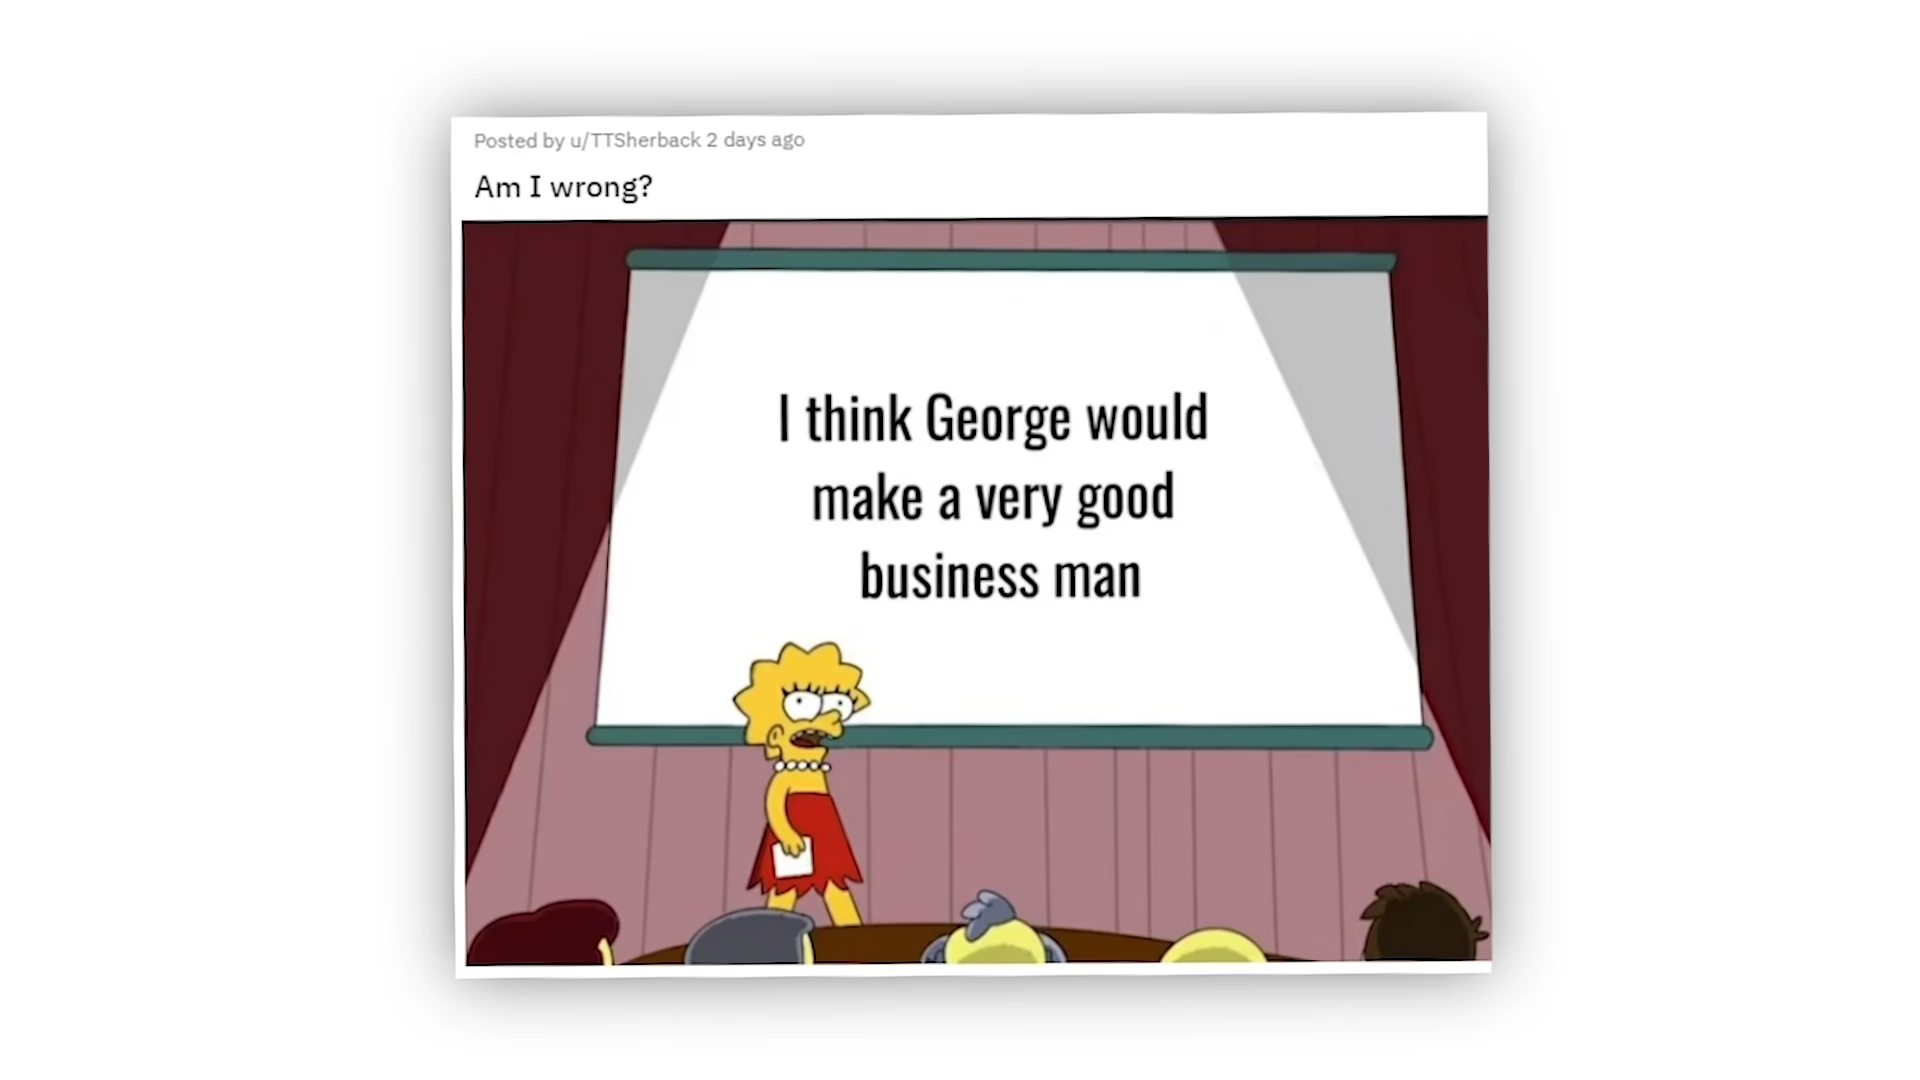 Posted by u/TTSherback 2 days ago
Am I wrong?
I think George would
make a very good
business man